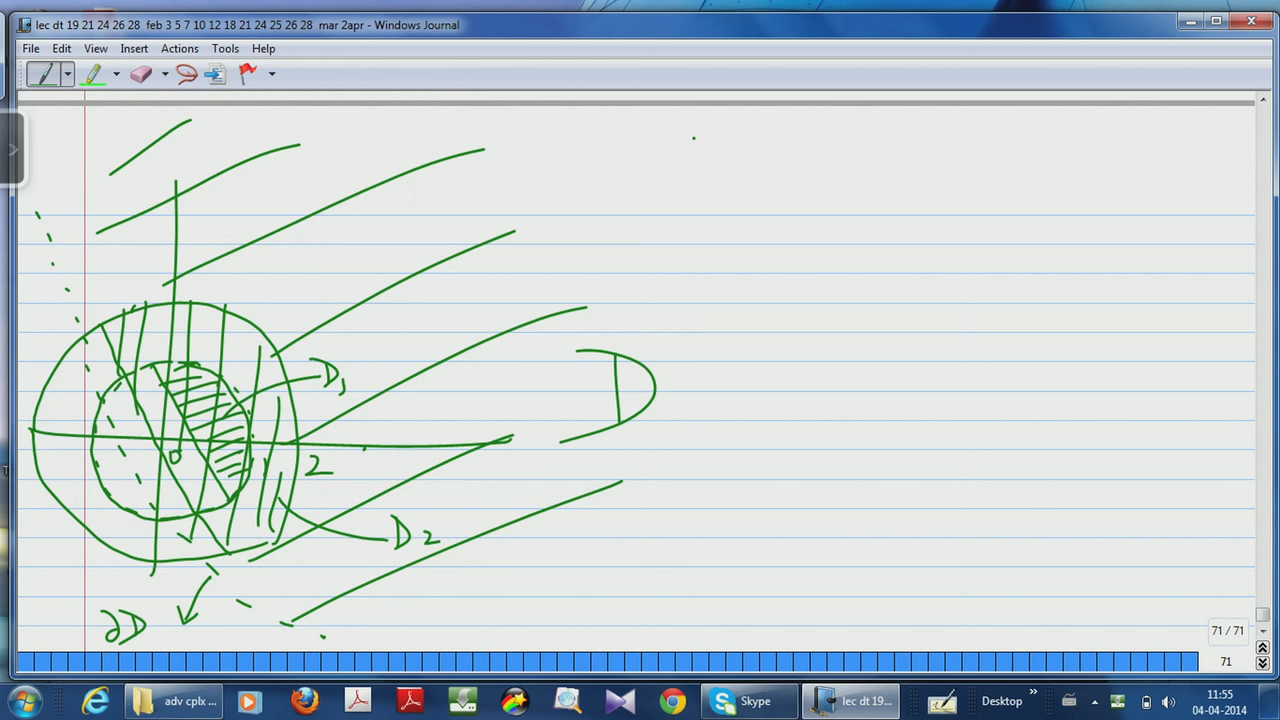 lec dt 19 21 24 26 28 feb 3 5 7 10 12 18 21 24 25 26 28 mar 2apr - Windows Journal
File Edit View Insert Actions Tools Help
D1
0
2
D2
∂D
71 / 71
71
adv cplx ...
Skype
lec dt 19...
Desktop
11:55
04-04-2014